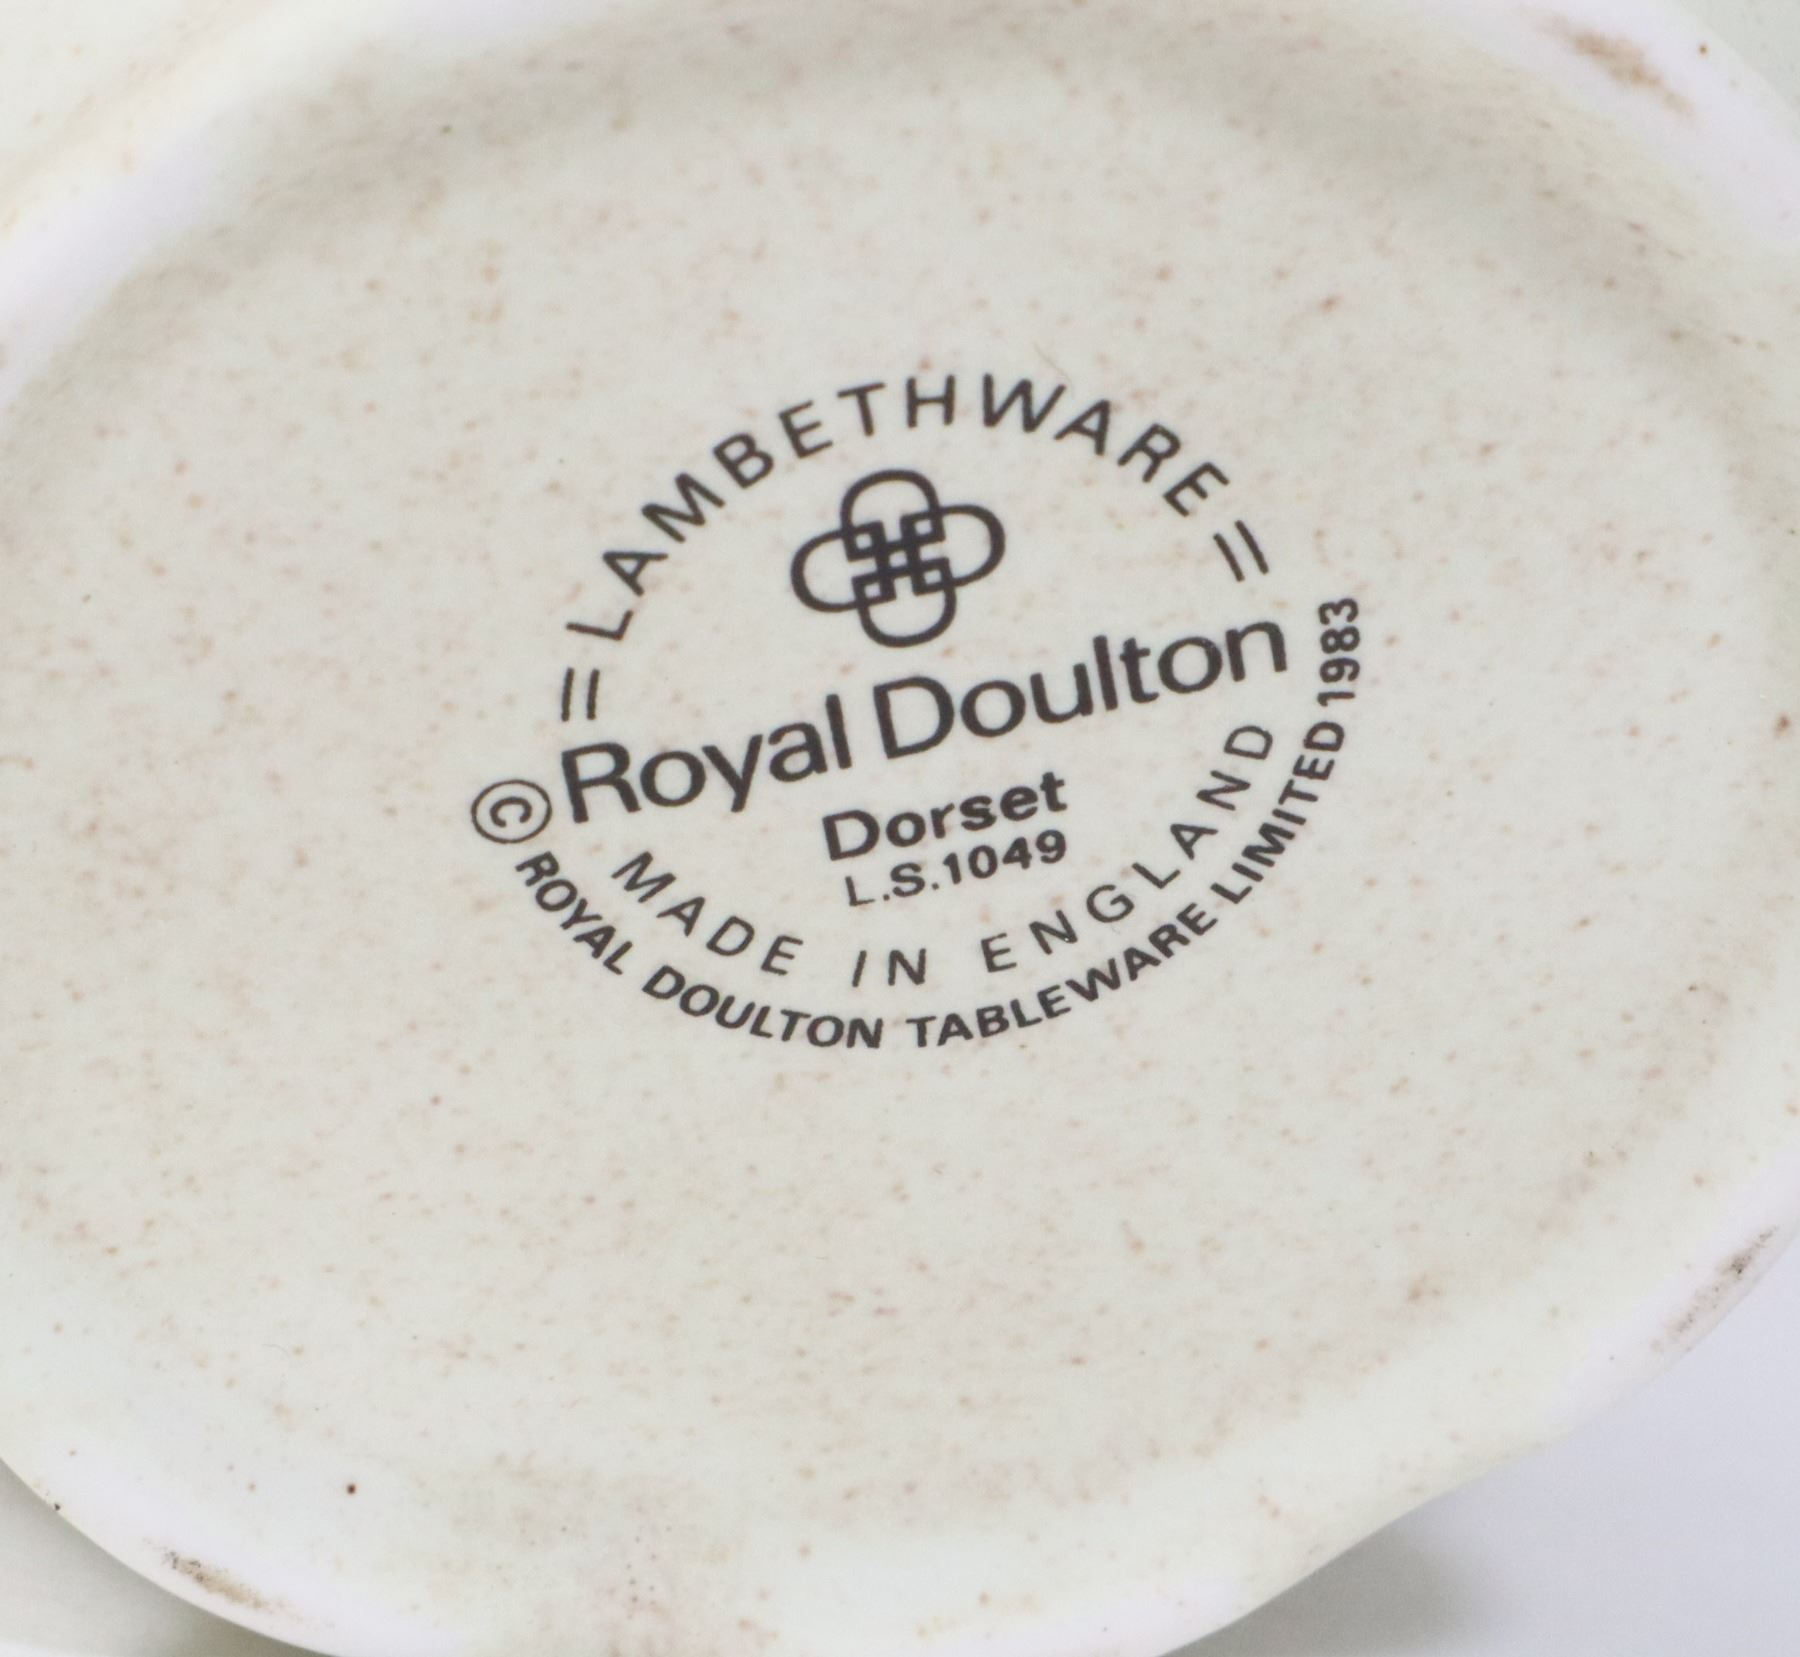 =LAMBETHWARE=
Royal Doulton
Dorset
L.S.1049
MADE IN ENGLAND
© ROYAL DOULTON TABLEWARE LIMITED 1983